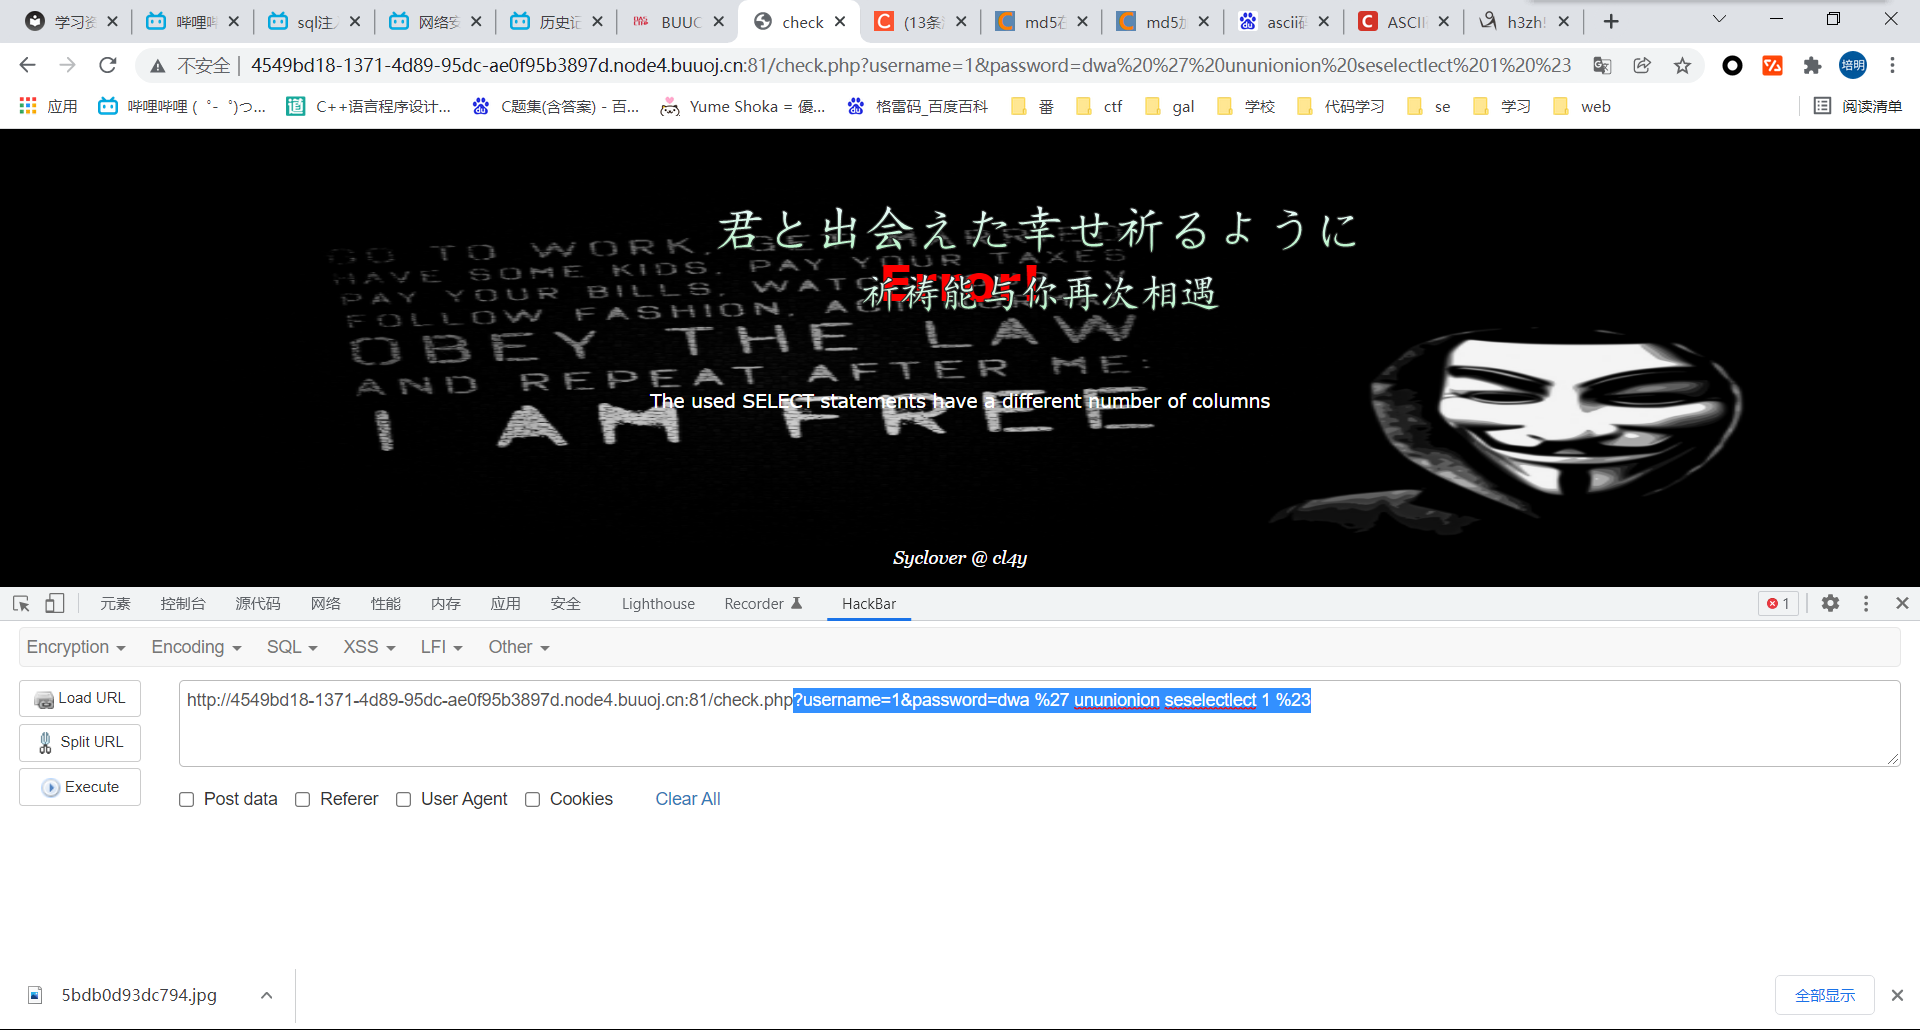 学习资 哔哩哔 sql注入 网络安 历史记 BUUC check (13条消 md5在 md5加 ascii码 ASCII h3zh!
不安全 | 4549bd18-1371-4d89-95dc-ae0f95b3897d.node4.buuoj.cn:81/check.php?username=1&password=dwa%20%27%20ununionion%20seselectlect%201%20%23 培明
应用 哔哩哔哩 (゜-゜)つ... C++语言程序设计... C题集(含答案) - 百... Yume Shoka = 優... 格雷码_百度百科 番 ctf gal 学校 代码学习 se 学习 web 阅读清单
君と出会えた幸せ祈るように
Error!
祈祷能与你再次相遇
GO TO WORK, GET MARRIED
HAVE SOME KIDS, PAY YOUR TAXES
PAY YOUR BILLS, WATCH TV
FOLLOW FASHION, ACT NORMAL
OBEY THE LAW
AND REPEAT AFTER ME:
I AM FREE
The used SELECT statements have a different number of columns
Syclover @ cl4y
元素 控制台 源代码 网络 性能 内存 应用 安全 Lighthouse Recorder HackBar 1
Encryption Encoding SQL XSS LFI Other
Load URL
http://4549bd18-1371-4d89-95dc-ae0f95b3897d.node4.buuoj.cn:81/check.php?username=1&password=dwa %27 ununionion seselectlect 1 %23
Split URL
Execute
Post data Referer User Agent Cookies Clear All
5bdb0d93dc794.jpg 全部显示